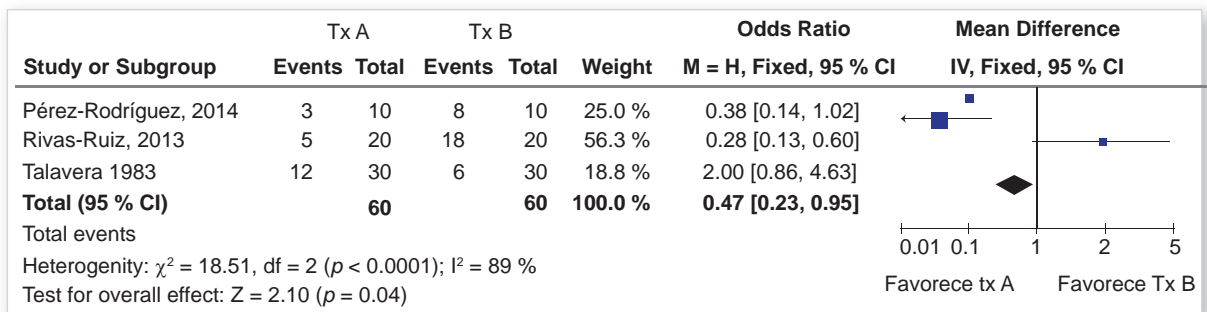 Tx A Tx B Odds Ratio Mean Difference
Study or Subgroup Events Total Events Total Weight M = H, Fixed, 95 % CI IV, Fixed, 95 % CI
Pérez-Rodríguez, 2014 3 10 8 10 25.0 % 0.38 [0.14, 1.02]
Rivas-Ruiz, 2013 5 20 18 20 56.3 % 0.28 [0.13, 0.60]
Talavera 1983 12 30 6 30 18.8 % 2.00 [0.86, 4.63]
Total (95 % CI) 60 60 100.0 % 0.47 [0.23, 0.95]
Total events
0.01 0.1 1 2 5
Heterogenity: χ² = 18.51, df = 2 (p < 0.0001); I² = 89 %
Favorece tx A Favorece Tx B
Test for overall effect: Z = 2.10 (p = 0.04)